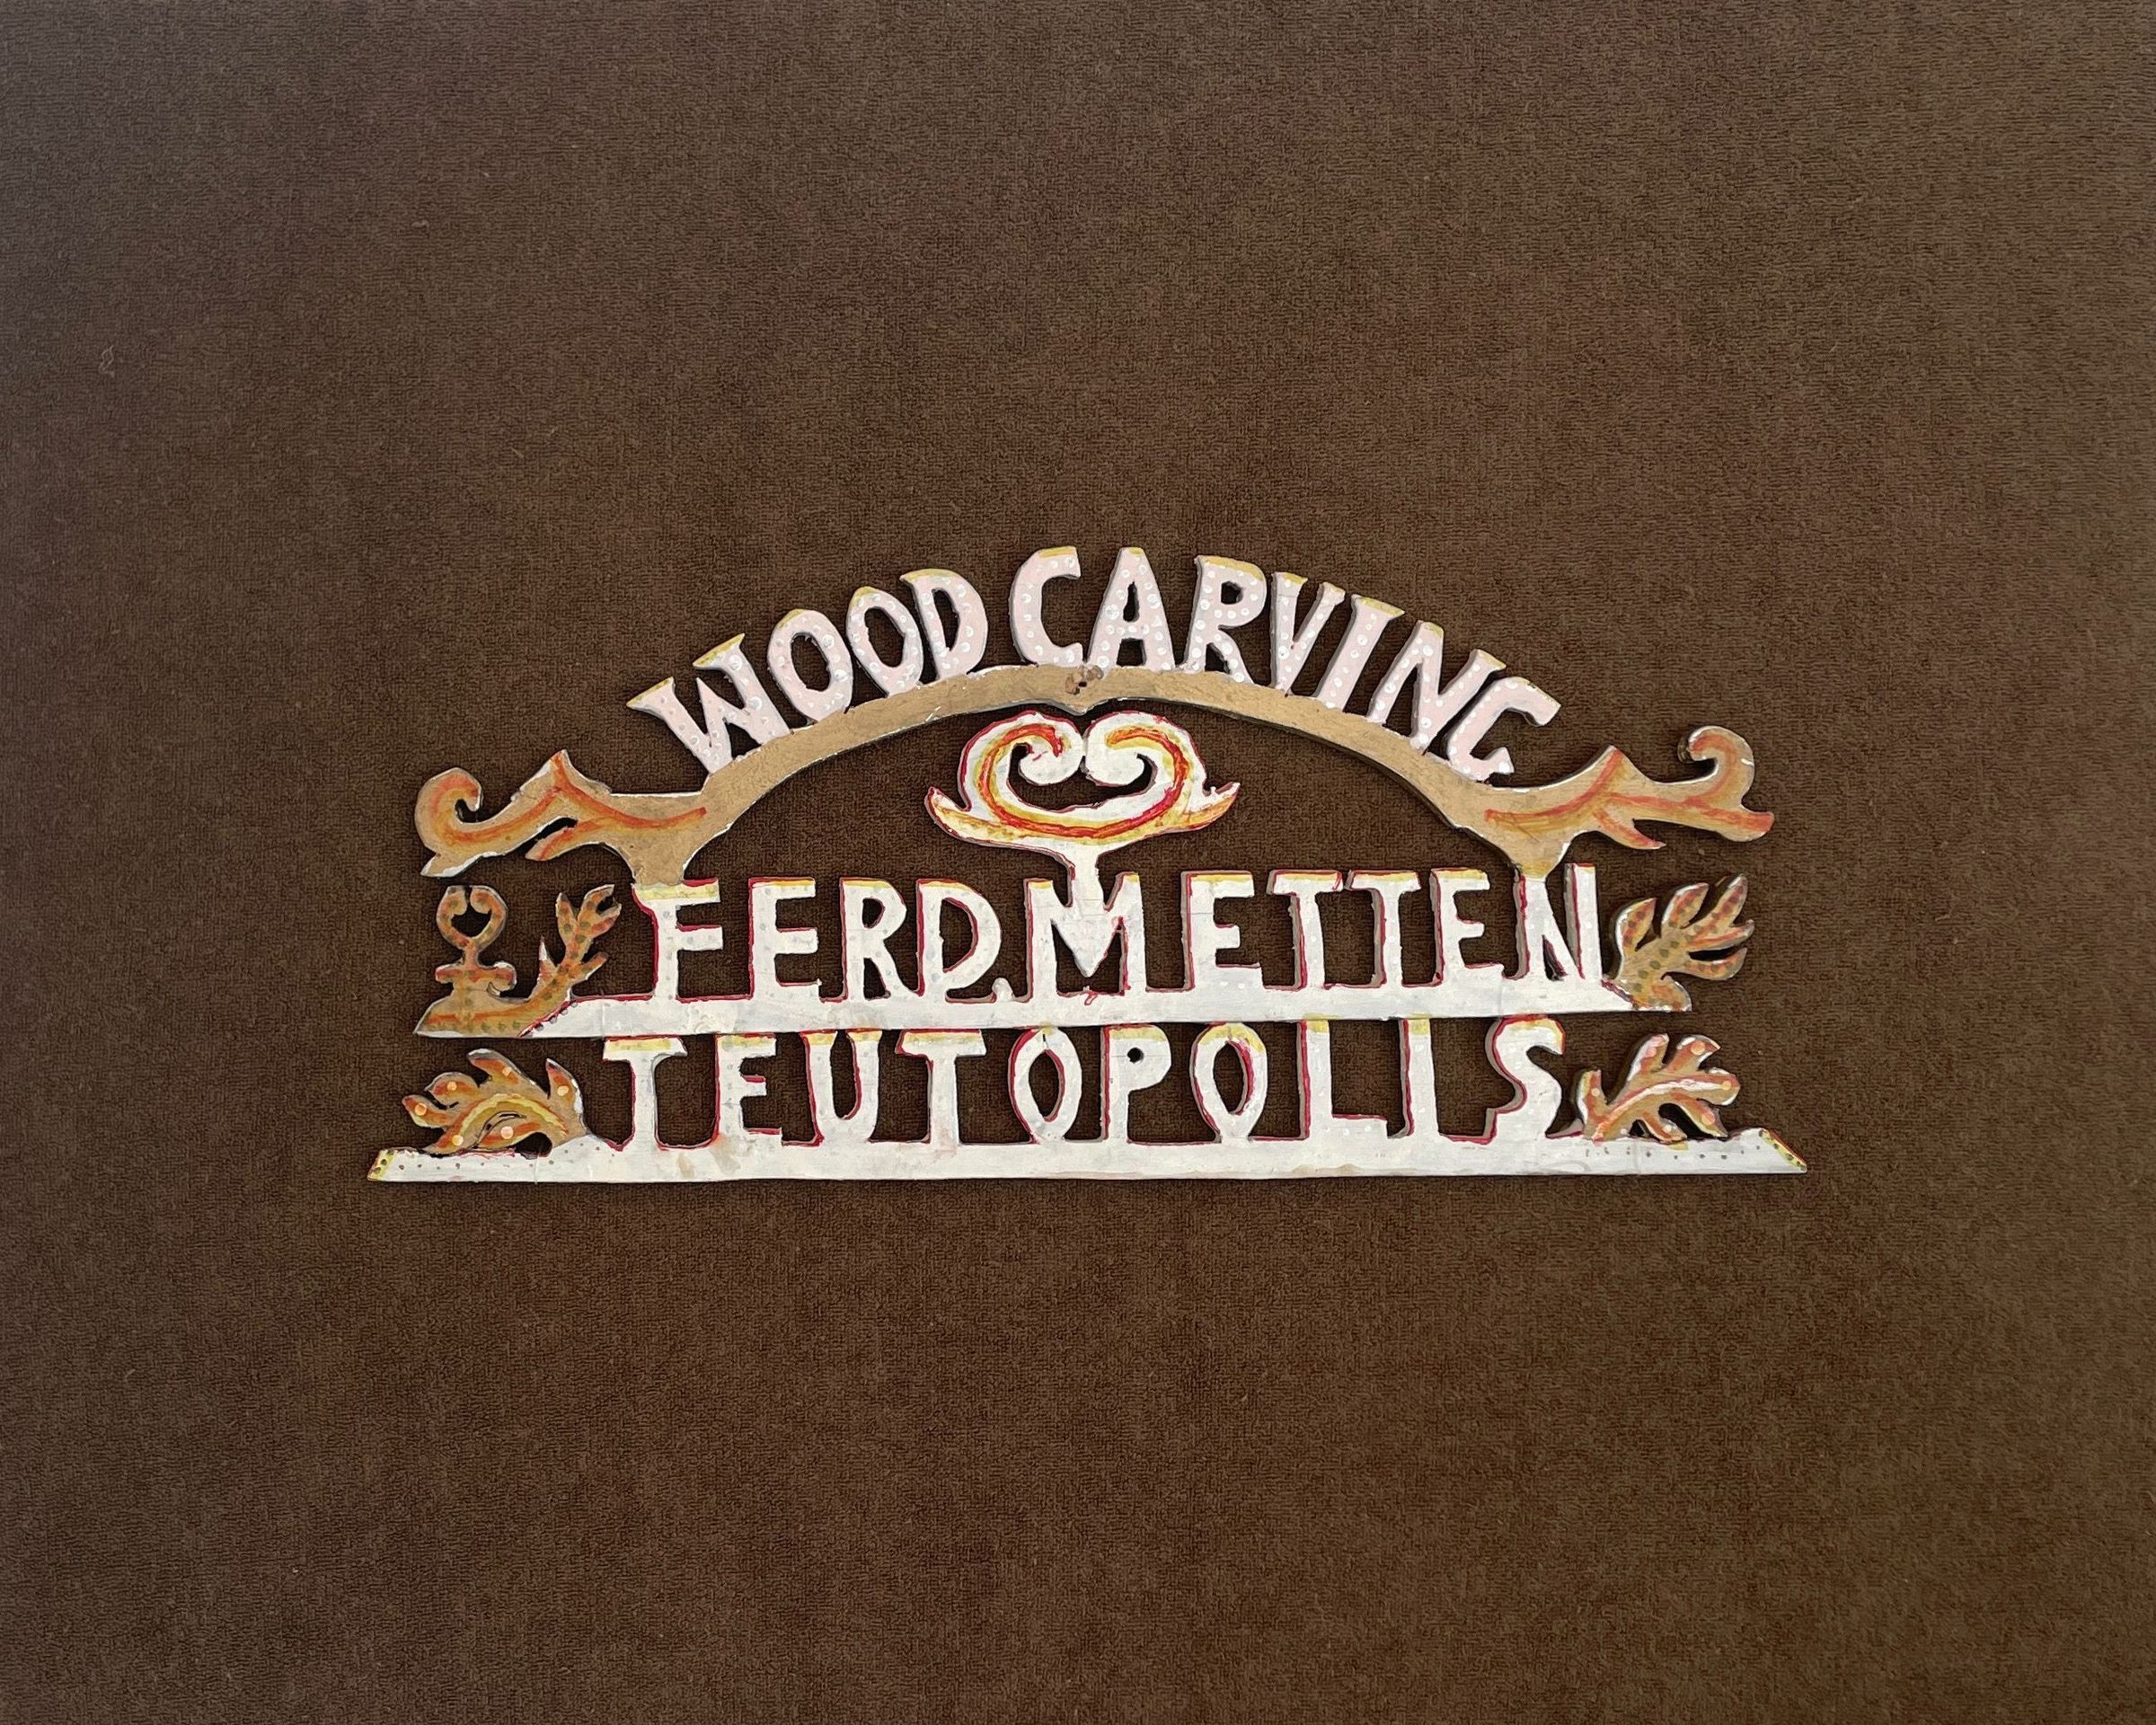 WOOD CARVING
FERD. METTEN
TEUTOPOLIS